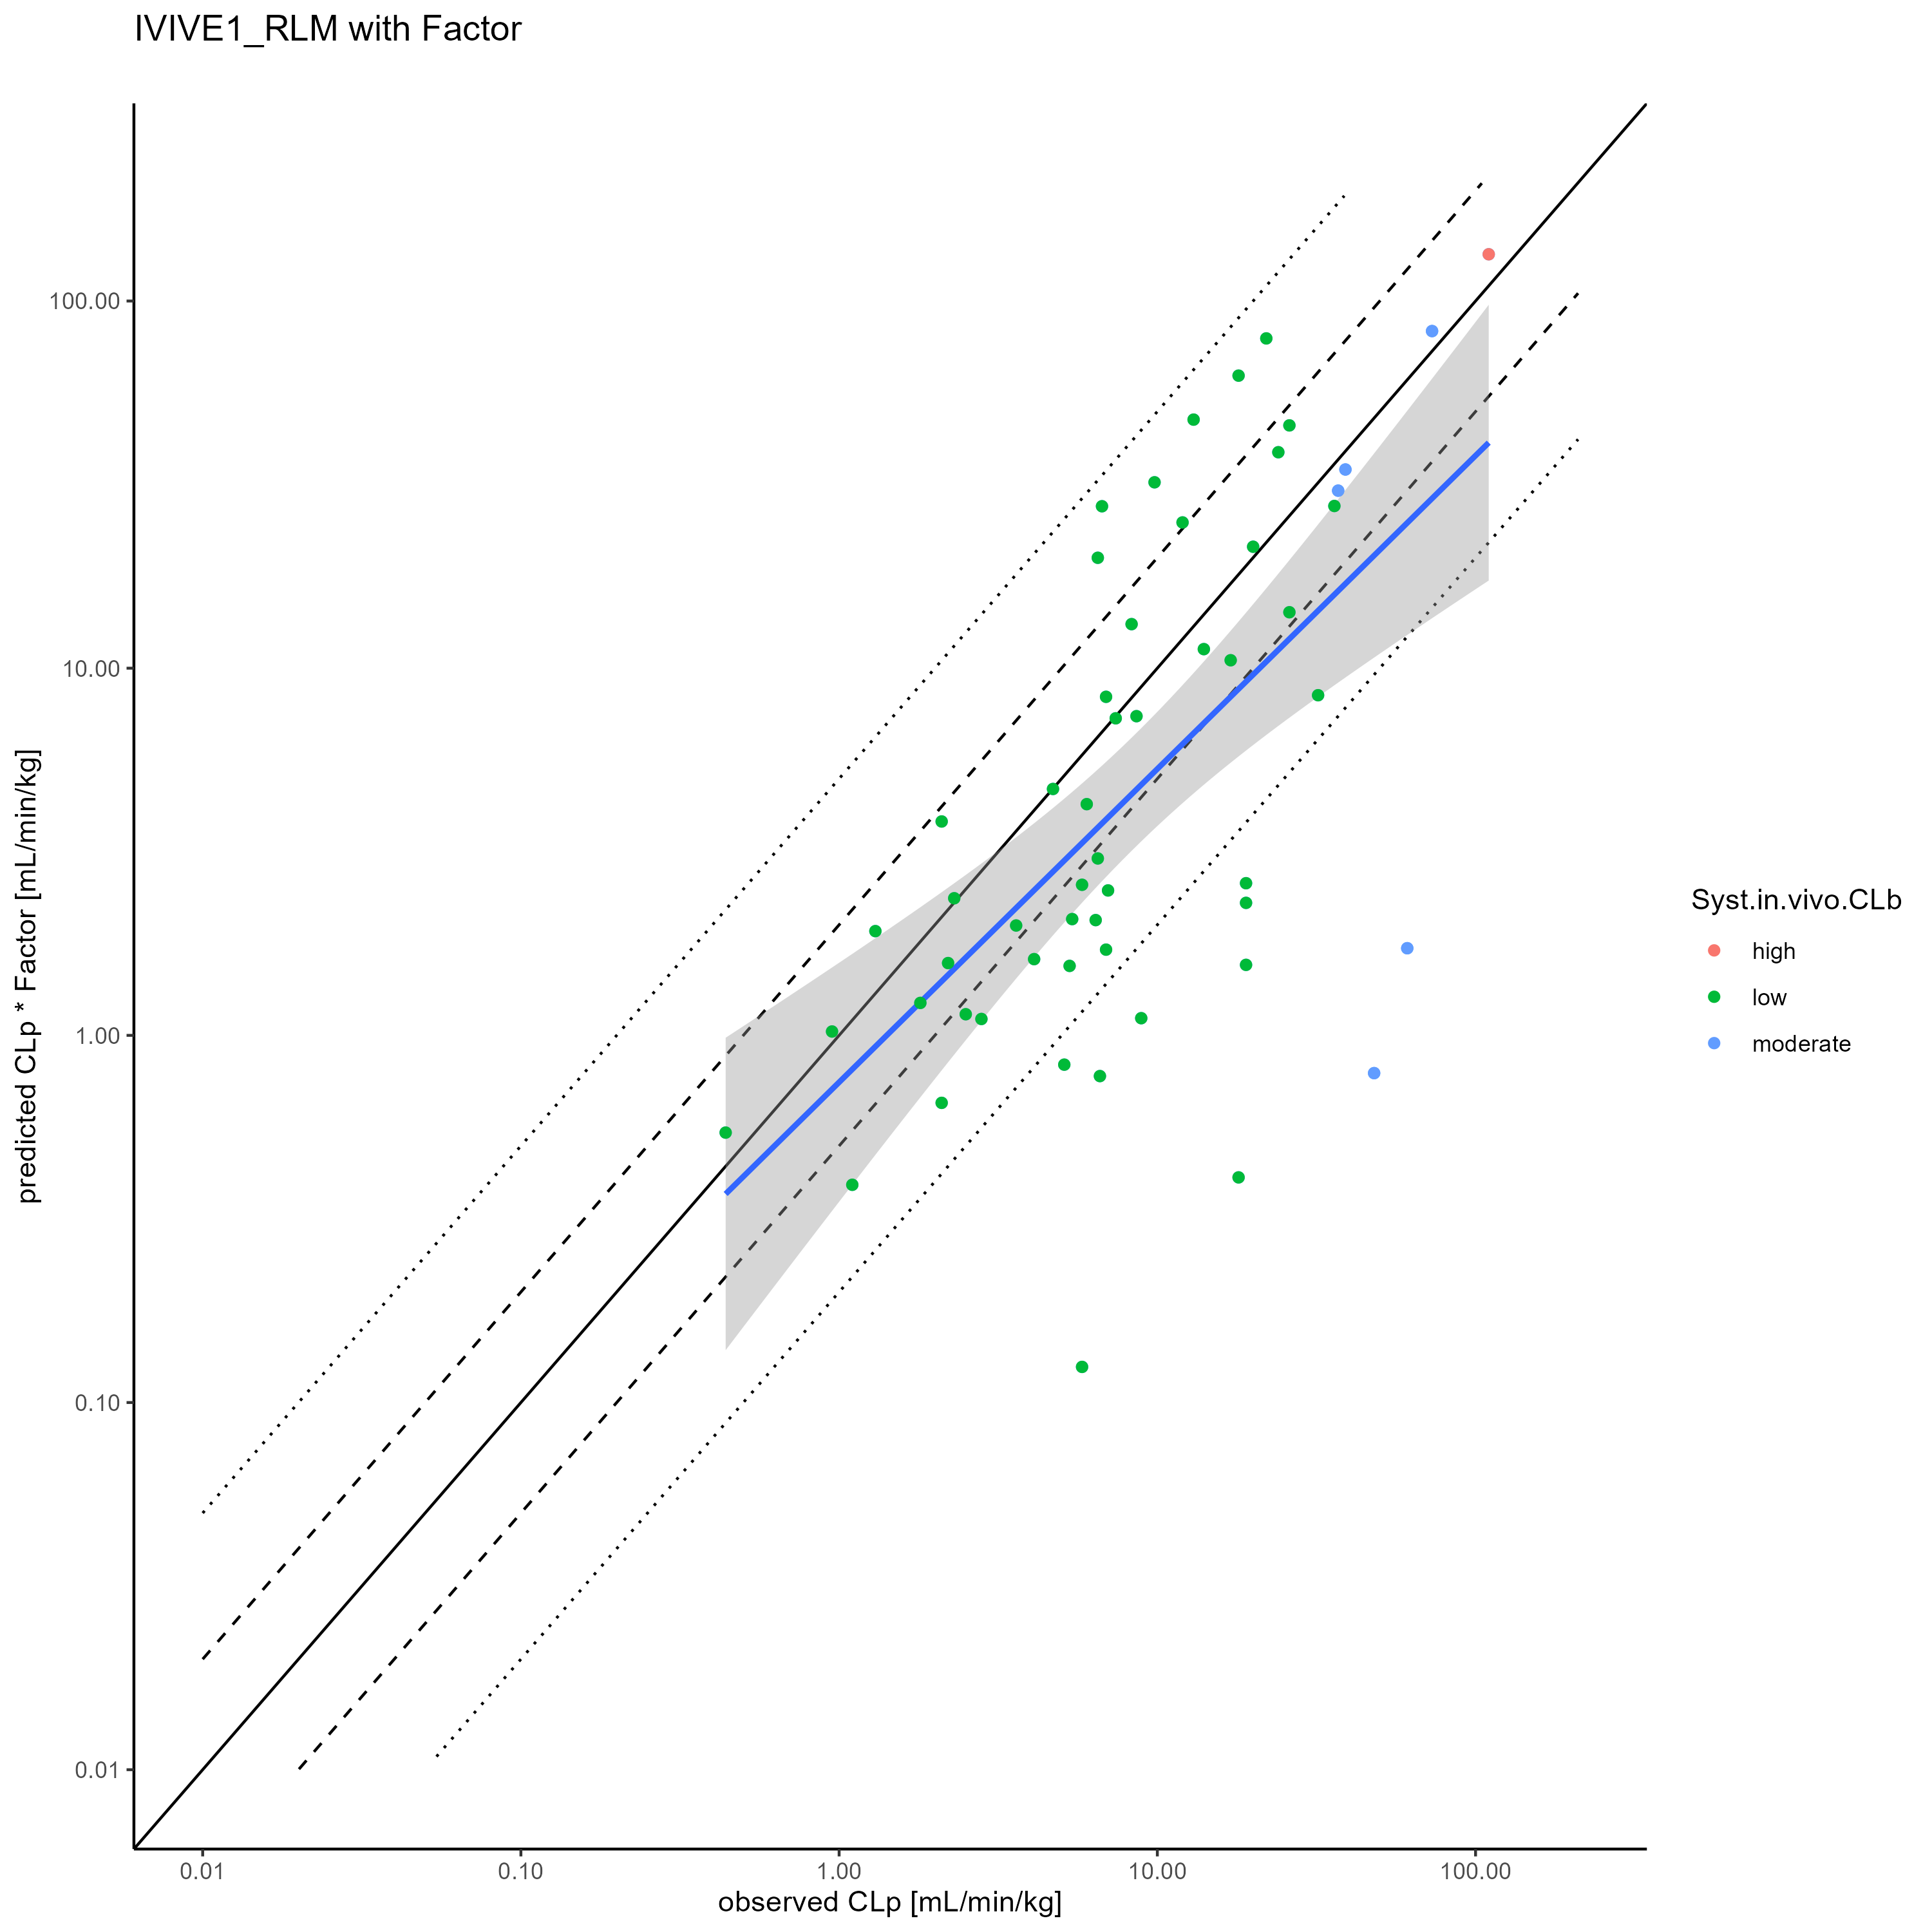 IVIVE1_RLM with Factor
predicted CLp * Factor [mL/min/kg]
100.00
10.00
1.00
0.10
0.01
0.01
0.10
1.00
10.00
100.00
observed CLp [mL/min/kg]
Syst.in.vivo.CLb
high
low
moderate